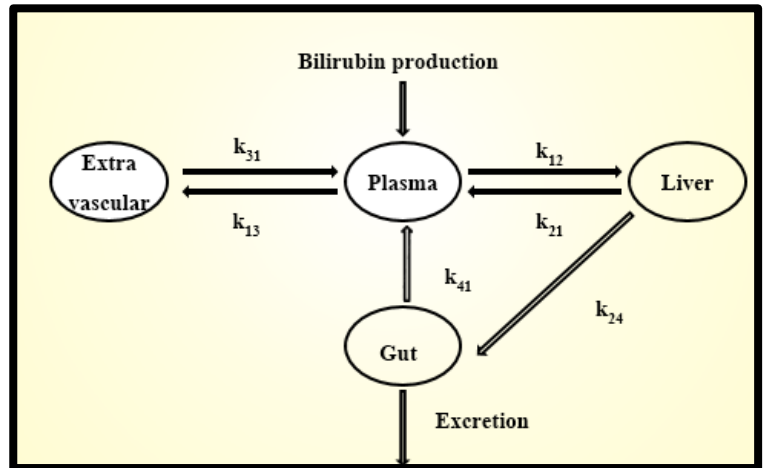 Bilirubin production
Extra
vascular
k31
k13
Plasma
k12
k21
Liver
k41
k24
Gut
Excretion